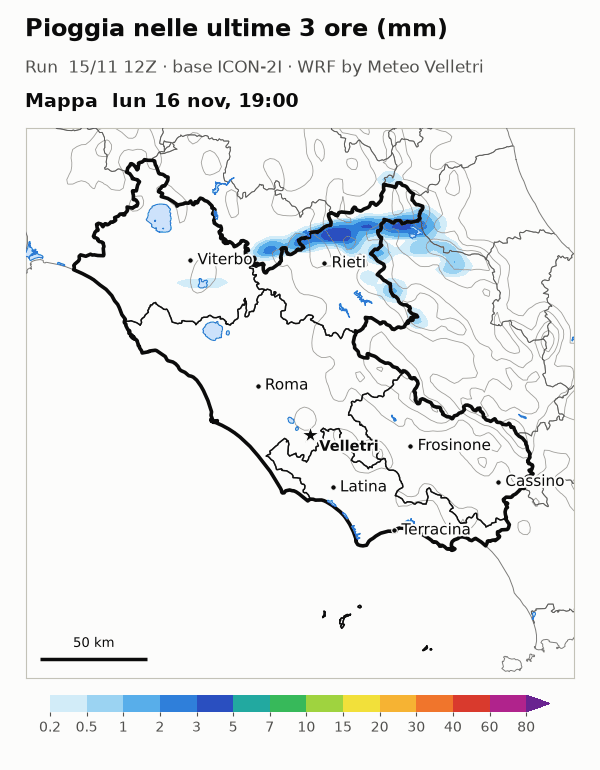 Pioggia nelle ultime 3 ore (mm)
Run  15/11 12Z · base ICON-2I · WRF by Meteo Velletri
Mappa  lun 16 nov, 19:00
Viterbo
Rieti
Roma
Velletri
Frosinone
Cassino
Latina
Terracina
50 km
0.2 0.5 1 2 3 5 7 10 15 20 30 40 60 80